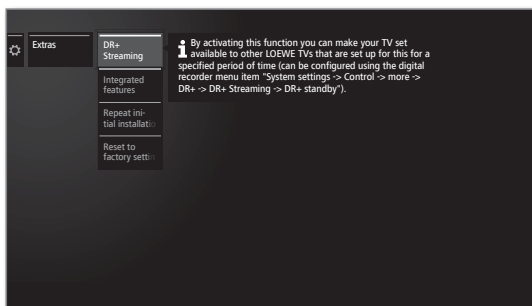 Extras
DR+
Streaming
Integrated
features
Repeat ini-
tial installatio
Reset to
factory settin
By activating this function you can make your TV set
available to other LOEWE TVs that are set up for this for a
specified period of time (can be configured using the digital
recorder menu item "System settings -> Control -> more ->
DR+ -> DR+ Streaming -> DR+ standby").